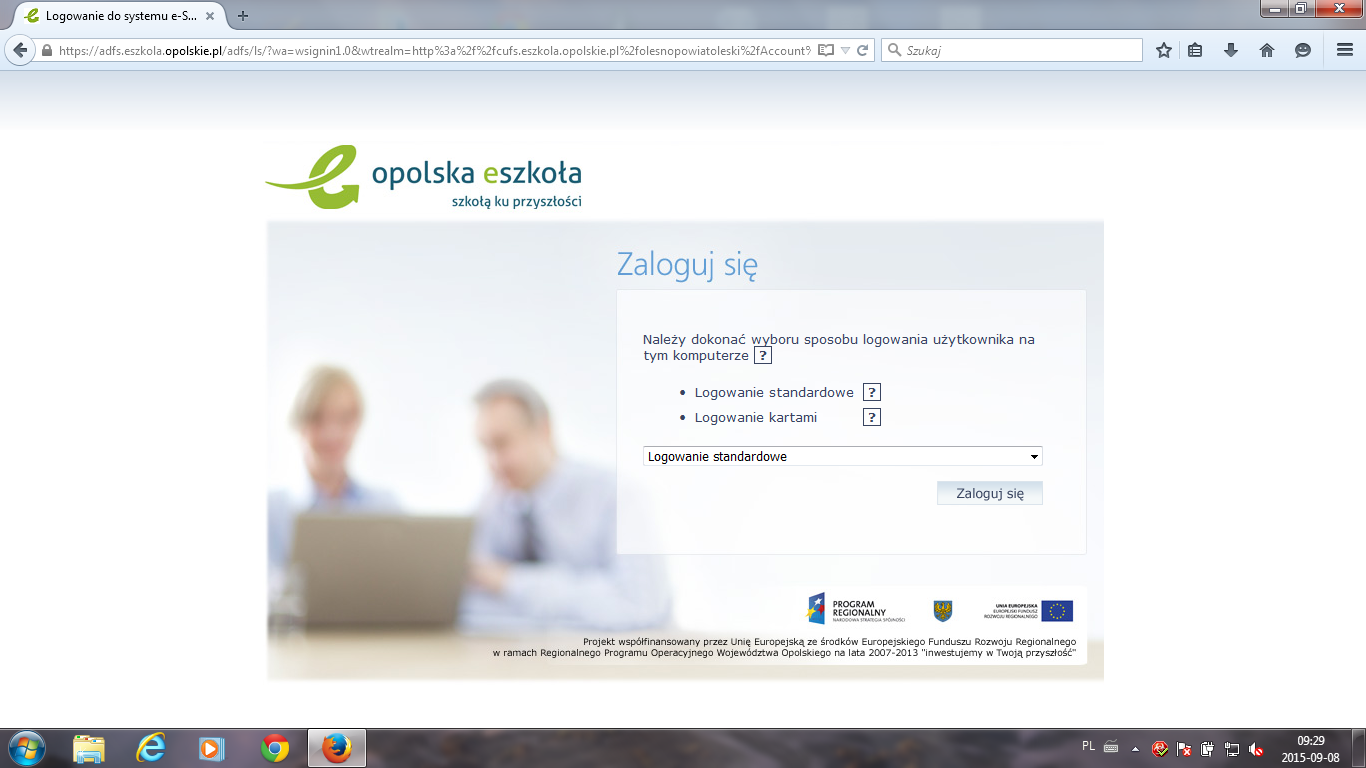 Logowanie do systemu e-S...
https://adfs.eszkola.opolskie.pl/adfs/ls/?wa=wsignin1.0&wtrealm=http%3a%2f%2fcufs.eszkola.opolskie.pl%2folesnopowiatoleski%2fAccount%
Szukaj
opolska eszkoła
szkołą ku przyszłości
Zaloguj się
Należy dokonać wyboru sposobu logowania użytkownika na
tym komputerze ?
• Logowanie standardowe ?
• Logowanie kartami ?
Logowanie standardowe
Zaloguj się
PROGRAM
REGIONALNY
NARODOWA STRATEGIA SPÓJNOŚCI
UNIA EUROPEJSKA
EUROPEJSKI FUNDUSZ
ROZWOJU REGIONALNEGO
Projekt współfinansowany przez Unię Europejską ze środków Europejskiego Funduszu Rozwoju Regionalnego
w ramach Regionalnego Programu Operacyjnego Województwa Opolskiego na lata 2007-2013 "inwestujemy w Twoją przyszłość"
PL
09:29
2015-09-08